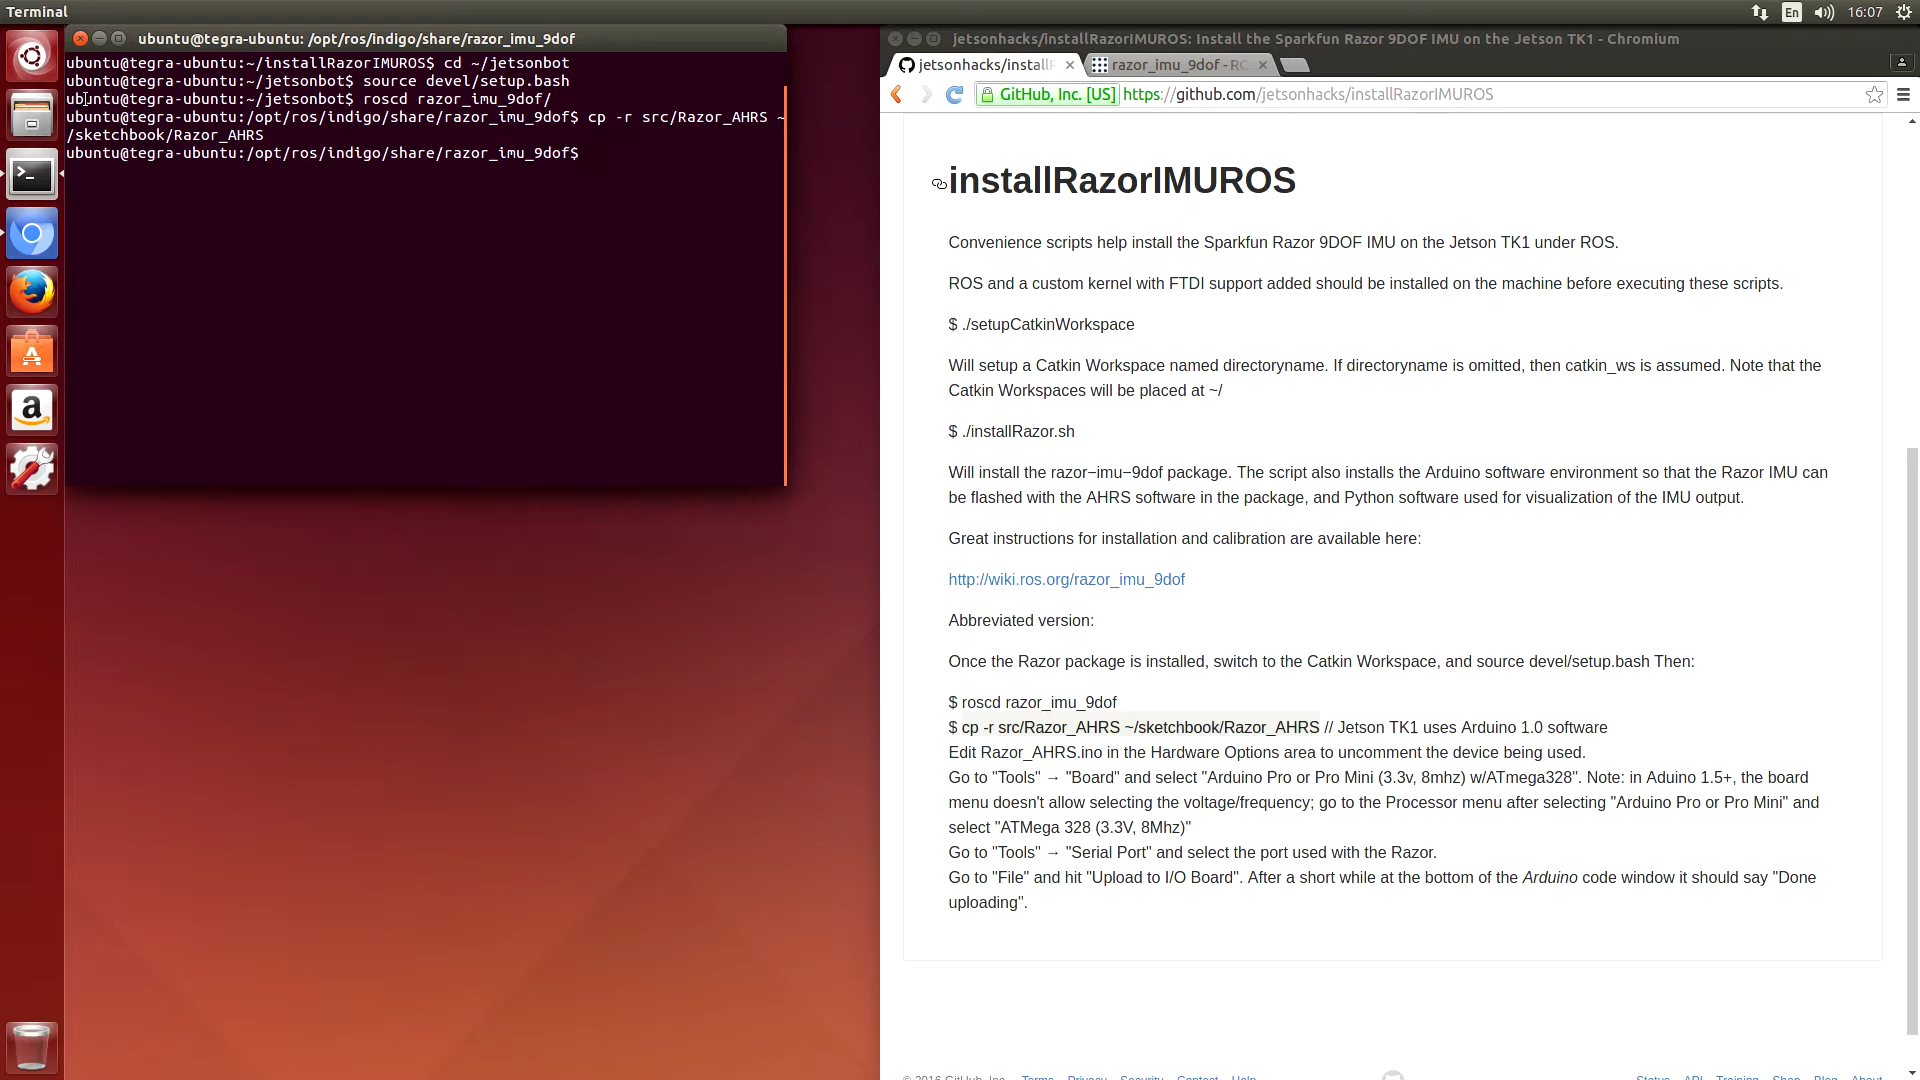 Terminal
En
16:07
ubuntu@tegra-ubuntu: /opt/ros/indigo/share/razor_imu_9dof
ubuntu@tegra-ubuntu:~/installRazorIMUROS$ cd ~/jetsonbot
ubuntu@tegra-ubuntu:~/jetsonbot$ source devel/setup.bash
ubuntu@tegra-ubuntu:~/jetsonbot$ roscd razor_imu_9dof/
ubuntu@tegra-ubuntu:/opt/ros/indigo/share/razor_imu_9dof$ cp -r src/Razor_AHRS ~
/sketchbook/Razor_AHRS
ubuntu@tegra-ubuntu:/opt/ros/indigo/share/razor_imu_9dof$
jetsonhacks/installRazorIMUROS: Install the Sparkfun Razor 9DOF IMU on the Jetson TK1 - Chromium
jetsonhacks/install
razor_imu_9dof - RO
GitHub, Inc. [US] https://github.com/jetsonhacks/installRazorIMUROS
installRazorIMUROS
Convenience scripts help install the Sparkfun Razor 9DOF IMU on the Jetson TK1 under ROS.
ROS and a custom kernel with FTDI support added should be installed on the machine before executing these scripts.
$ ./setupCatkinWorkspace
Will setup a Catkin Workspace named directoryname. If directoryname is omitted, then catkin_ws is assumed. Note that the
Catkin Workspaces will be placed at ~/
$ ./installRazor.sh
Will install the razor−imu−9dof package. The script also installs the Arduino software environment so that the Razor IMU can
be flashed with the AHRS software in the package, and Python software used for visualization of the IMU output.
Great instructions for installation and calibration are available here:
http://wiki.ros.org/razor_imu_9dof
Abbreviated version:
Once the Razor package is installed, switch to the Catkin Workspace, and source devel/setup.bash Then:
$ roscd razor_imu_9dof
$ cp -r src/Razor_AHRS ~/sketchbook/Razor_AHRS // Jetson TK1 uses Arduino 1.0 software
Edit Razor_AHRS.ino in the Hardware Options area to uncomment the device being used.
Go to "Tools" → "Board" and select "Arduino Pro or Pro Mini (3.3v, 8mhz) w/ATmega328". Note: in Aduino 1.5+, the board
menu doesn't allow selecting the voltage/frequency; go to the Processor menu after selecting "Arduino Pro or Pro Mini" and
select "ATMega 328 (3.3V, 8Mhz)"
Go to "Tools" → "Serial Port" and select the port used with the Razor.
Go to "File" and hit "Upload to I/O Board". After a short while at the bottom of the Arduino code window it should say "Done
uploading".
© 2016 GitHub, Inc. Terms Privacy Security Contact Help
Status API Training Shop Blog About